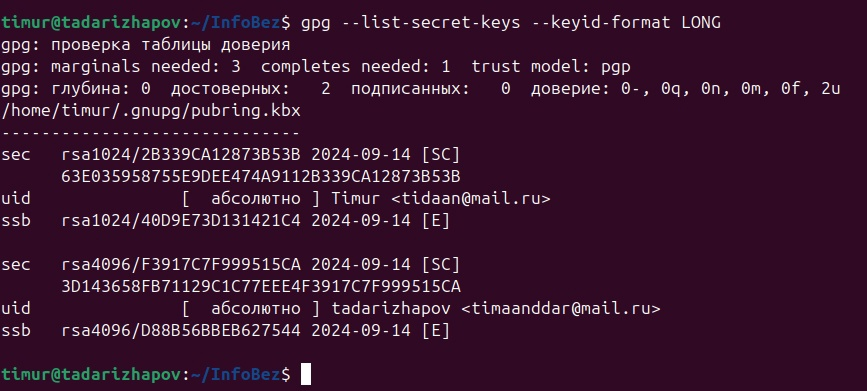 timur@tadarizhapov:~/InfoBez$ gpg --list-secret-keys --keyid-format LONG
gpg: проверка таблицы доверия
gpg: marginals needed: 3  completes needed: 1  trust model: pgp
gpg: глубина: 0  достоверных:   2  подписанных:   0  доверие: 0-, 0q, 0n, 0m, 0f, 2u
/home/timur/.gnupg/pubring.kbx
------------------------------
sec   rsa1024/2B339CA12873B53B 2024-09-14 [SC]
      63E035958755E9DEE474A9112B339CA12873B53B
uid               [  абсолютно ] Timur <tidaan@mail.ru>
ssb   rsa1024/40D9E73D131421C4 2024-09-14 [E]
sec   rsa4096/F3917C7F999515CA 2024-09-14 [SC]
      3D143658FB71129C1C77EEE4F3917C7F999515CA
uid               [  абсолютно ] tadarizhapov <timaanddar@mail.ru>
ssb   rsa4096/D88B56BBEB627544 2024-09-14 [E]
timur@tadarizhapov:~/InfoBez$